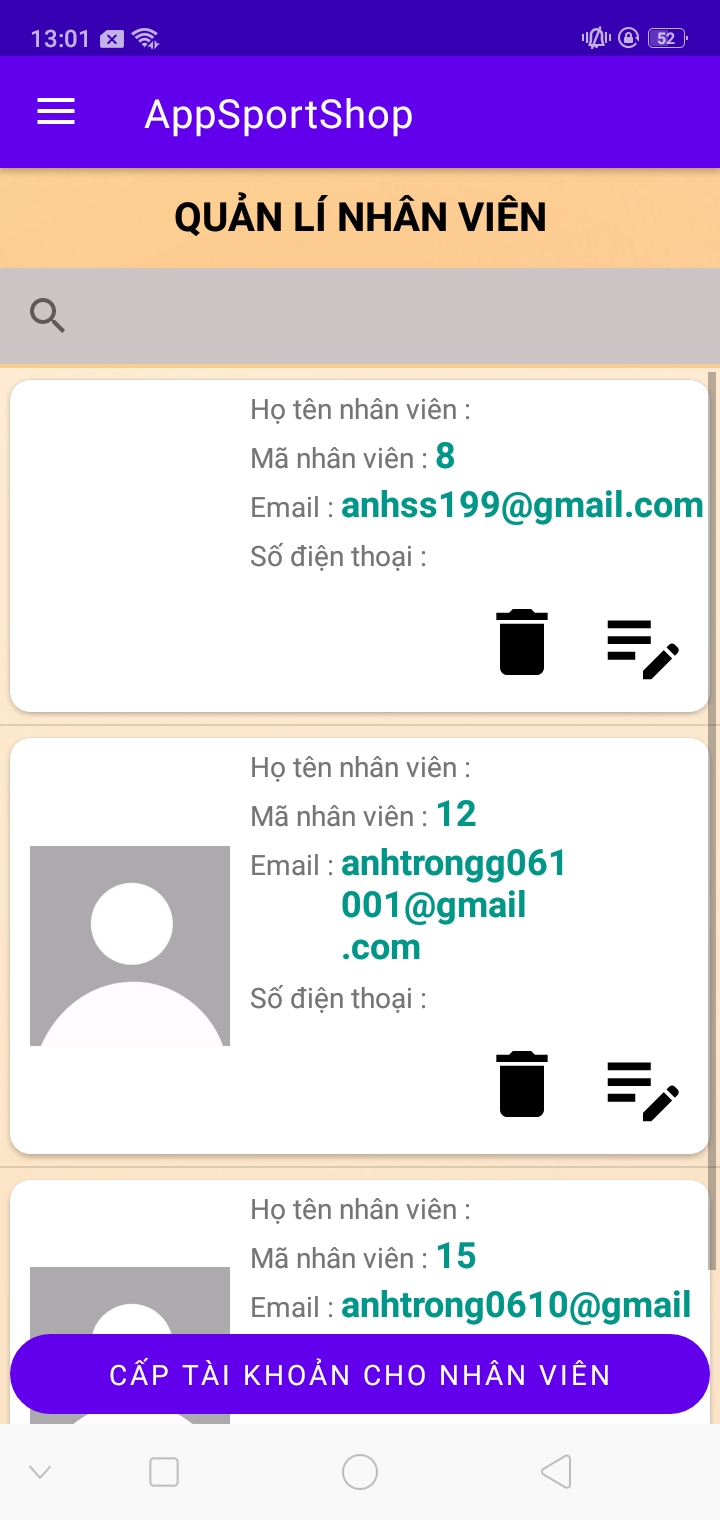 13:01
52
AppSportShop
QUẢN LÍ NHÂN VIÊN
Họ tên nhân viên :
Mã nhân viên : 8
Email : anhss199@gmail.com
Số điện thoại :
Họ tên nhân viên :
Mã nhân viên : 12
Email : anhtrongg061
001@gmail
.com
Số điện thoại :
Họ tên nhân viên :
Mã nhân viên : 15
Email : anhtrong0610@gmail
CẤP TÀI KHOẢN CHO NHÂN VIÊN